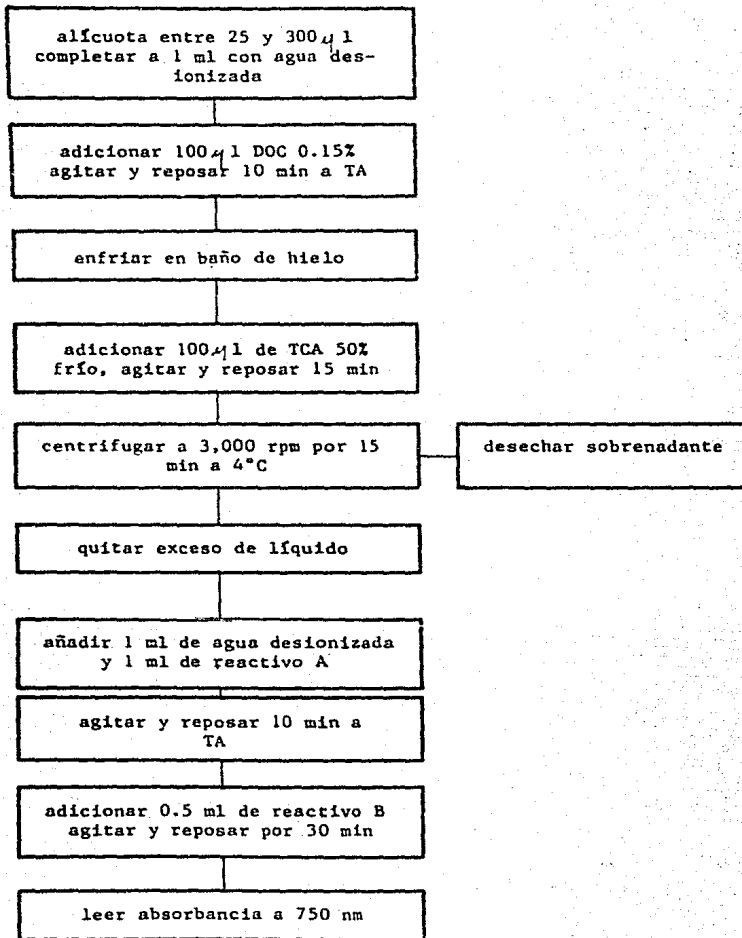 alícuota entre 25 y 300 μ l
completar a 1 ml con agua des-
ionizada
adicionar 100 μ l DOC 0.15%
agitar y reposar 10 min a TA
enfriar en baño de hielo
adicionar 100 μ l de TCA 50%
frío, agitar y reposar 15 min
centrifugar a 3,000 rpm por 15
min a 4°C
desechar sobrenadante
quitar exceso de líquido
añadir 1 ml de agua desionizada
y 1 ml de reactivo A
agitar y reposar 10 min a
TA
adicionar 0.5 ml de reactivo B
agitar y reposar por 30 min
leer absorbancia a 750 nm